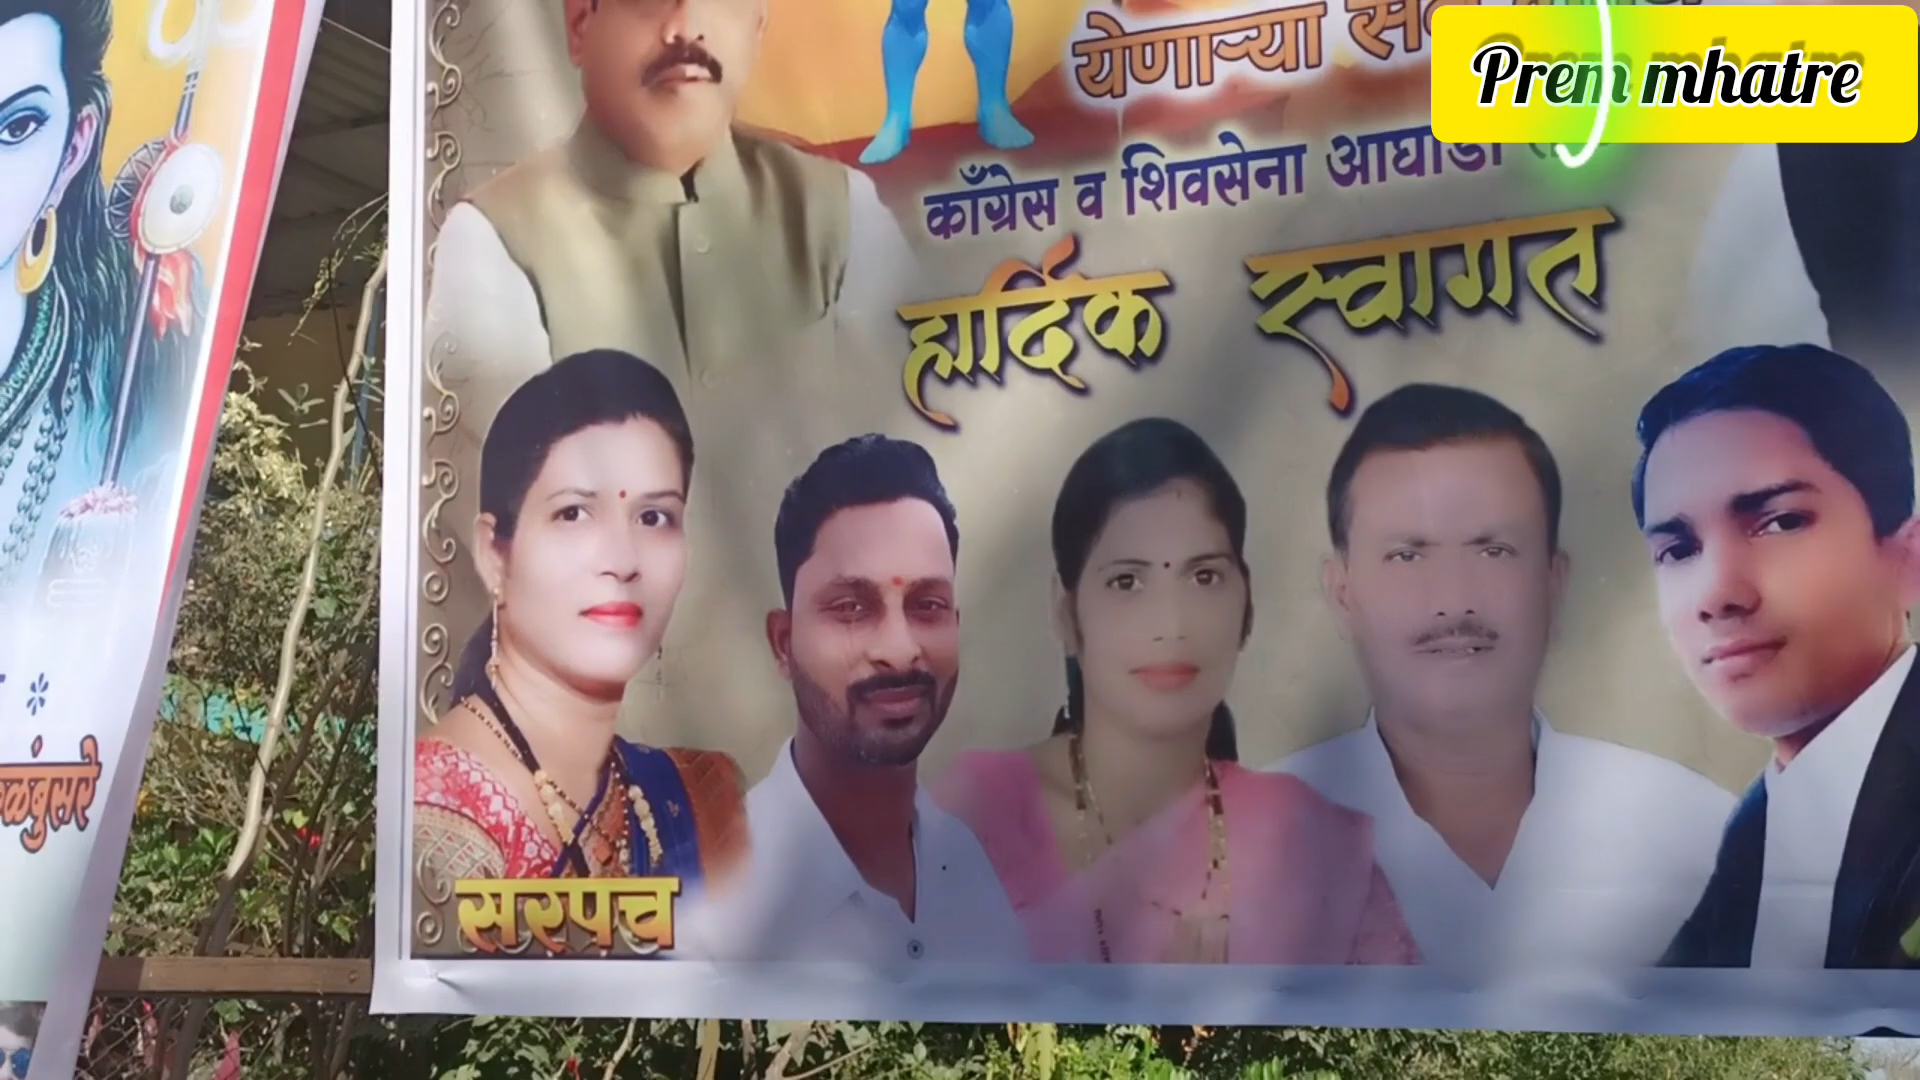 येणाऱ्या
Prem mhatre
काँग्रेस व शिवसेना आघाडी
हार्दिक स्वागत
सरपंच